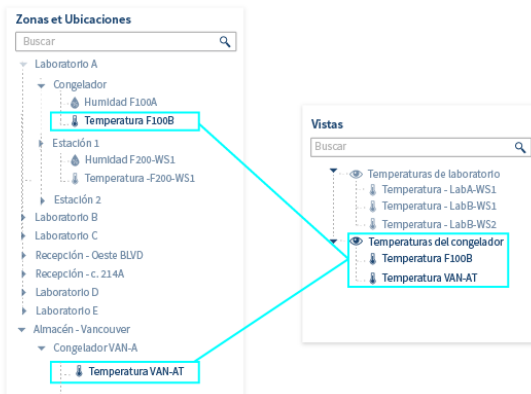 Zonas et Ubicaciones
Buscar
Laboratorio A
Congelador
Humidad F100A
Temperatura F100B
Estación 1
Humidad F200-WS1
Temperatura -F200-WS1
Estación 2
Laboratorio B
Laboratorio C
Recepción - Oeste BLVD
Recepción - c. 214A
Laboratorio D
Laboratorio E
Almacén - Vancouver
Congelador VAN-A
Temperatura VAN-AT
Vistas
Buscar
Temperaturas de laboratorio
Temperatura - LabA-WS1
Temperatura - LabB-WS1
Temperatura - LabB-WS2
Temperaturas del congelador
Temperatura F100B
Temperatura VAN-AT